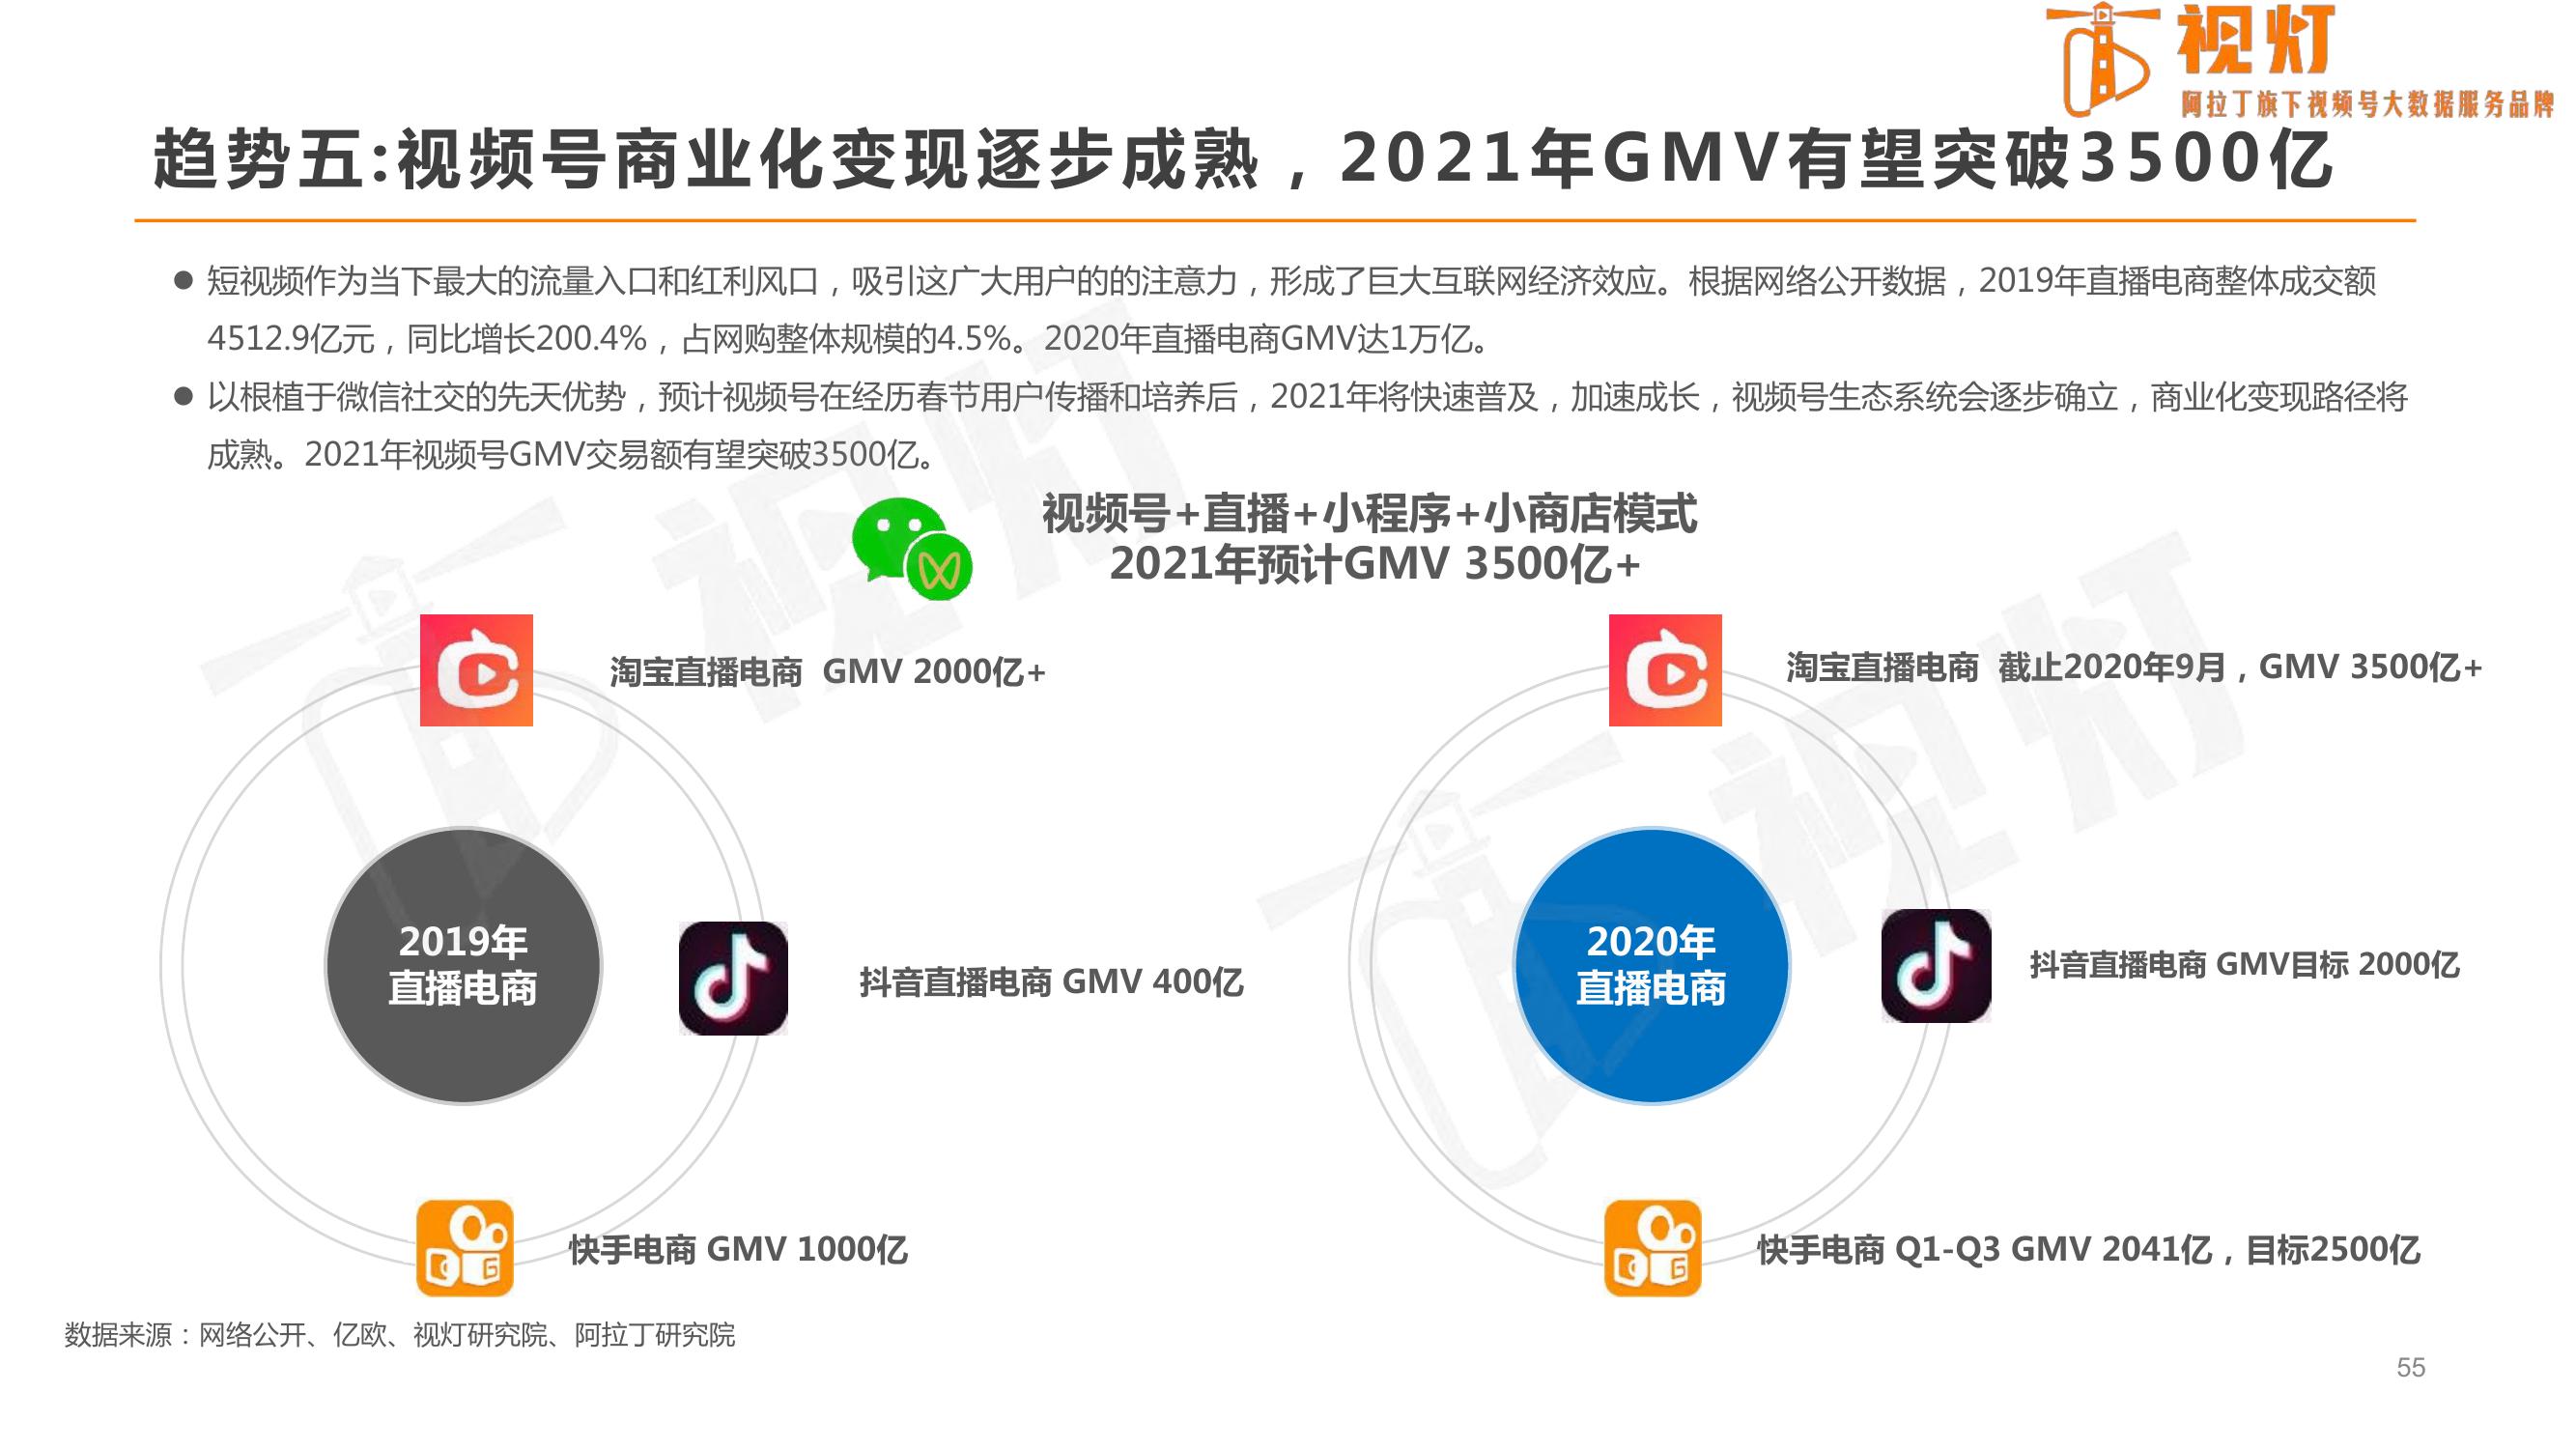 视灯
阿拉丁旗下视频号大数据服务品牌
趋势五:视频号商业化变现逐步成熟，2021年GMV有望突破3500亿
● 短视频作为当下最大的流量入口和红利风口，吸引这广大用户的的注意力，形成了巨大互联网经济效应。根据网络公开数据，2019年直播电商整体成交额
4512.9亿元，同比增长200.4%，占网购整体规模的4.5%。2020年直播电商GMV达1万亿。
● 以根植于微信社交的先天优势，预计视频号在经历春节用户传播和培养后，2021年将快速普及，加速成长，视频号生态系统会逐步确立，商业化变现路径将
成熟。2021年视频号GMV交易额有望突破3500亿。
视频号+直播+小程序+小商店模式
2021年预计GMV 3500亿+
淘宝直播电商 GMV 2000亿+
2019年
直播电商
抖音直播电商 GMV 400亿
快手电商 GMV 1000亿
淘宝直播电商 截止2020年9月，GMV 3500亿+
2020年
直播电商
抖音直播电商 GMV目标 2000亿
快手电商 Q1-Q3 GMV 2041亿，目标2500亿
数据来源：网络公开、亿欧、视灯研究院、阿拉丁研究院
55
视灯
视灯